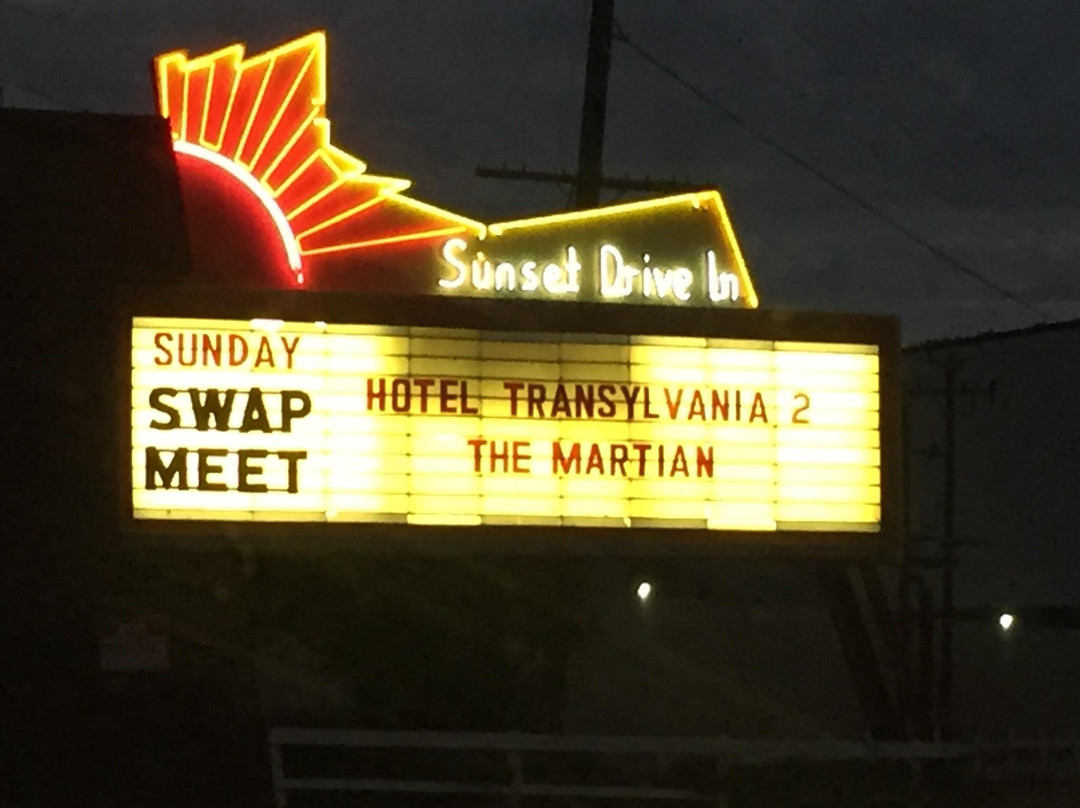 Sunset Drive In
SUNDAY
SWAP
MEET
HOTEL TRANSYLVANIA 2
THE MARTIAN